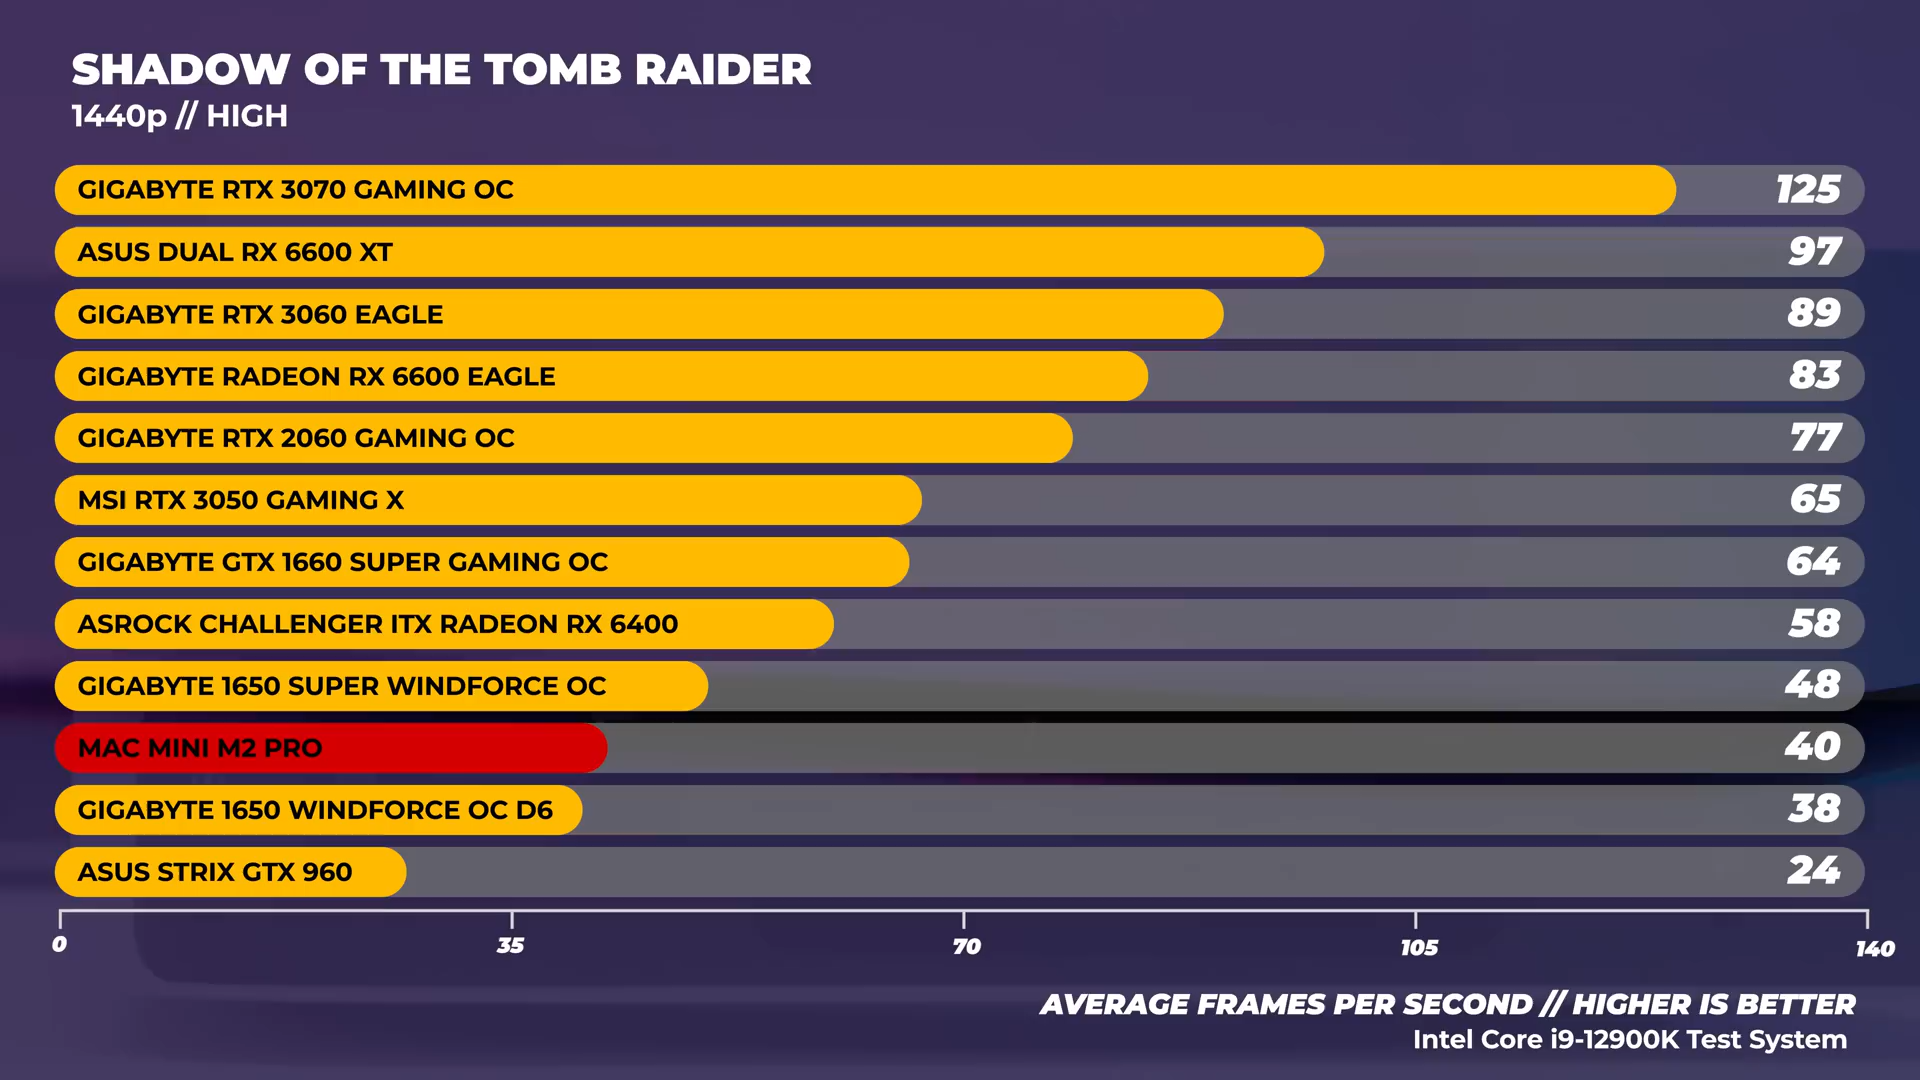 SHADOW OF THE TOMB RAIDER
1440p // HIGH
GIGABYTE RTX 3070 GAMING OC 125
ASUS DUAL RX 6600 XT 97
GIGABYTE RTX 3060 EAGLE 89
GIGABYTE RADEON RX 6600 EAGLE 83
GIGABYTE RTX 2060 GAMING OC 77
MSI RTX 3050 GAMING X 65
GIGABYTE GTX 1660 SUPER GAMING OC 64
ASROCK CHALLENGER ITX RADEON RX 6400 58
GIGABYTE 1650 SUPER WINDFORCE OC 48
MAC MINI M2 PRO 40
GIGABYTE 1650 WINDFORCE OC D6 38
ASUS STRIX GTX 960 24
0 35 70 105 140
AVERAGE FRAMES PER SECOND // HIGHER IS BETTER
Intel Core i9-12900K Test System